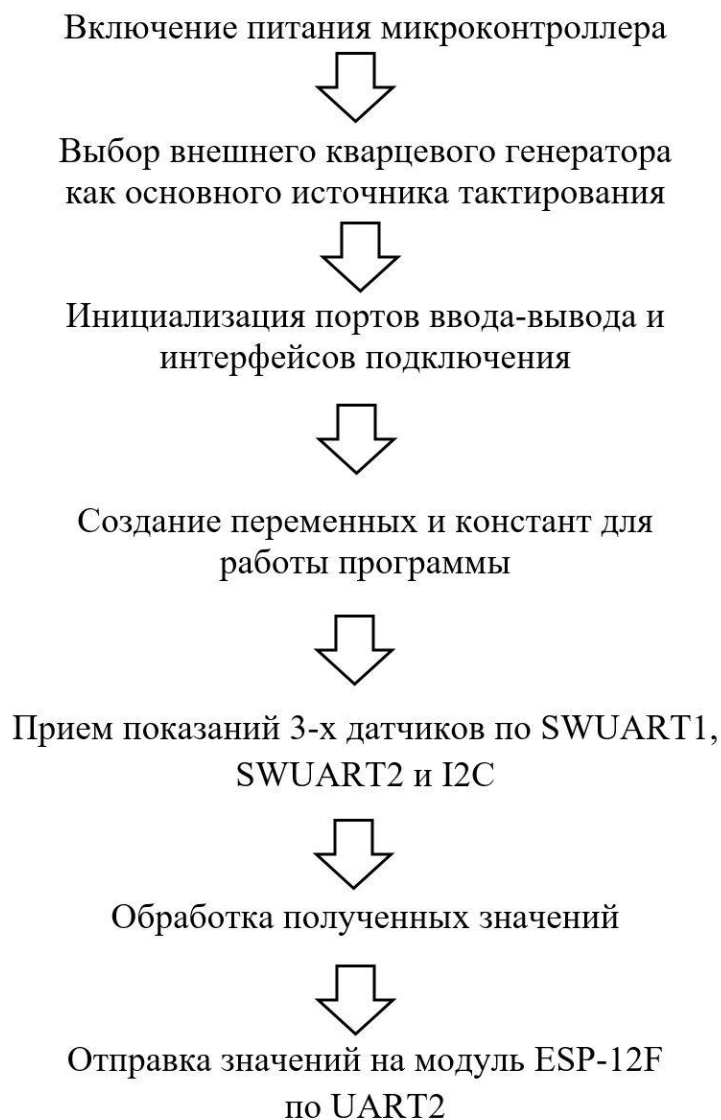 Включение питания микроконтроллера
Выбор внешнего кварцевого генератора
как основного источника тактирования
Инициализация портов ввода-вывода и
интерфейсов подключения
Создание переменных и констант для
работы программы
Прием показаний 3-х датчиков по SWUART1,
SWUART2 и I2C
Обработка полученных значений
Отправка значений на модуль ESP-12F
по UART2